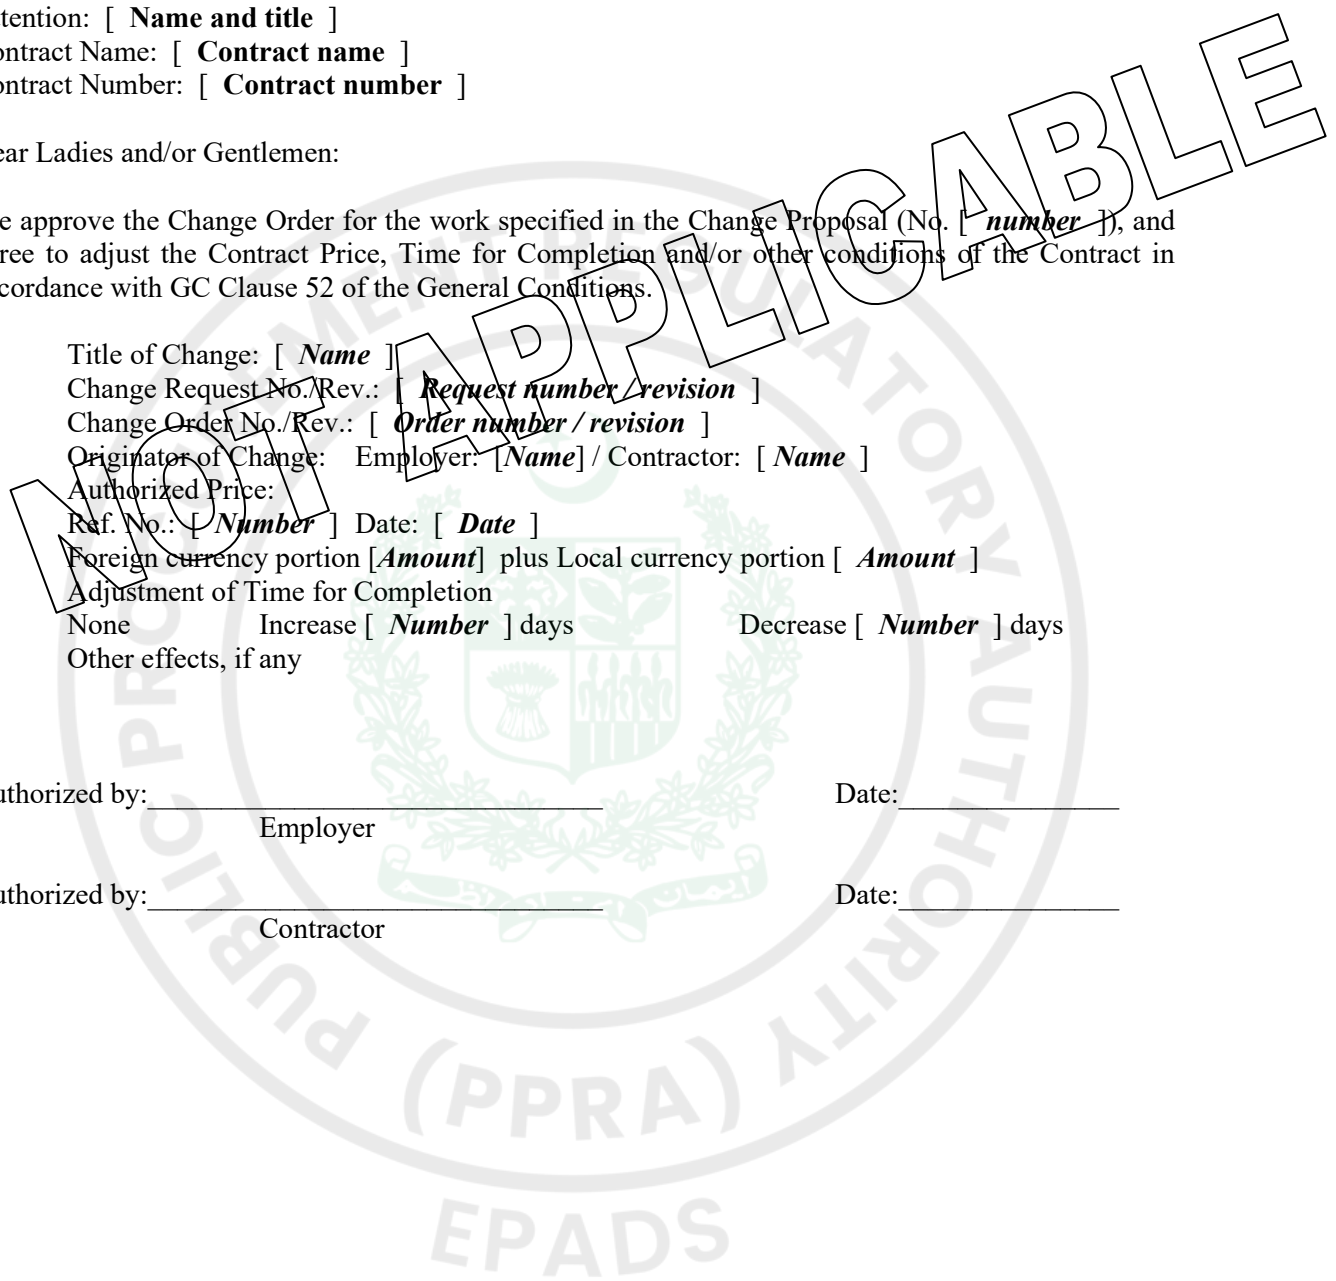 tention: [ Name and title ]
ontract Name: [ Contract name ]
ontract Number: [ Contract number ]
ear Ladies and/or Gentlemen:
e approve the Change Order for the work specified in the Change Proposal (No. [ number ]), and
ree to adjust the Contract Price, Time for Completion and/or other conditions of the Contract in
cordance with GC Clause 52 of the General Conditions.
Title of Change: [ Name ]
Change Request No./Rev.: [ Request number / revision ]
Change Order No./Rev.: [ Order number / revision ]
Originator of Change: Employer: [Name] / Contractor: [ Name ]
Authorized Price:
Ref. No.: [ Number ] Date: [ Date ]
Foreign currency portion [Amount] plus Local currency portion [ Amount ]
Adjustment of Time for Completion
None Increase [ Number ] days Decrease [ Number ] days
Other effects, if any
uthorized by:_______________________________ Date:_______________
Employer
uthorized by:_______________________________ Date:_______________
Contractor
NOT APPLICABLE
PUBLIC PROCUREMENT REGULATORY AUTHORITY
(PPRA)
EPADS